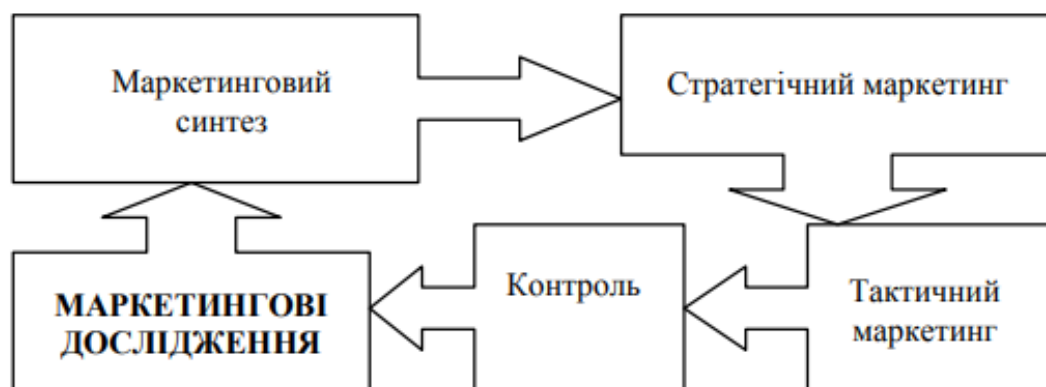 Маркетинговий
синтез
Стратегічний маркетинг
МАРКЕТИНГОВІ
ДОСЛІДЖЕННЯ
Контроль
Тактичний
маркетинг